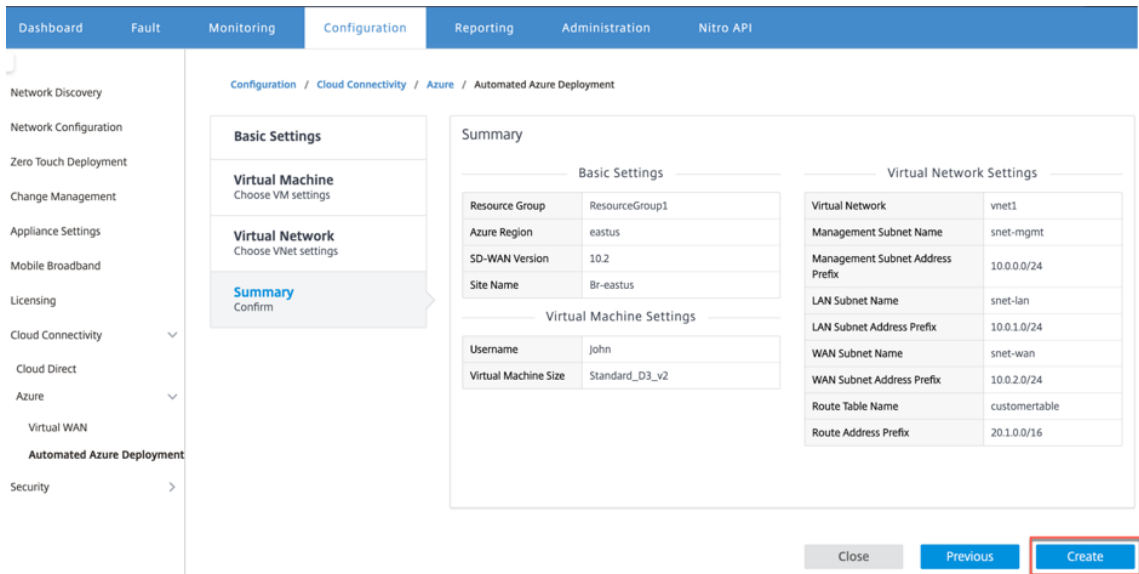 Dashboard Fault Monitoring Configuration Reporting Administration Nitro API
Network Discovery
Network Configuration
Zero Touch Deployment
Change Management
Appliance Settings
Mobile Broadband
Licensing
Cloud Connectivity
Cloud Direct
Azure
Virtual WAN
Automated Azure Deployment
Security
Configuration / Cloud Connectivity / Azure / Automated Azure Deployment
Basic Settings
Virtual Machine
Choose VM settings
Virtual Network
Choose VNet settings
Summary
Confirm
Summary
Basic Settings
Resource Group ResourceGroup1
Azure Region eastus
SD-WAN Version 10.2
Site Name Br-eastus
Virtual Machine Settings
Username John
Virtual Machine Size Standard_D3_v2
Virtual Network Settings
Virtual Network vnet1
Management Subnet Name snet-mgmt
Management Subnet Address
Prefix 10.0.0.0/24
LAN Subnet Name snet-lan
LAN Subnet Address Prefix 10.0.1.0/24
WAN Subnet Name snet-wan
WAN Subnet Address Prefix 10.0.2.0/24
Route Table Name customertable
Route Address Prefix 20.1.0.0/16
Close Previous Create